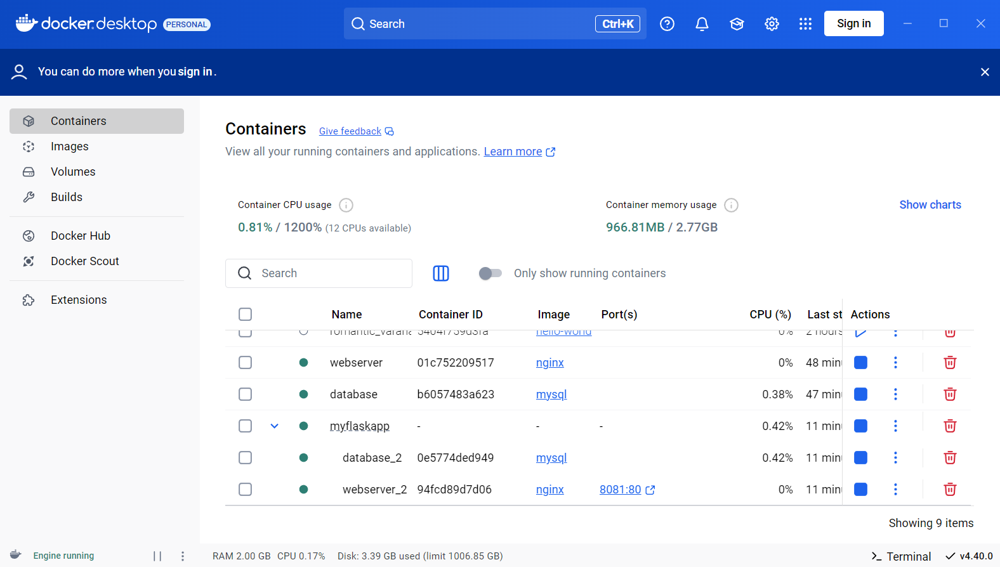 docker.desktop PERSONAL Search Ctrl+K Sign in
You can do more when you sign in.
Containers
Images
Volumes
Builds
Docker Hub
Docker Scout
Extensions
Containers Give feedback
View all your running containers and applications. Learn more
Container CPU usage Container memory usage Show charts
0.81% / 1200% (12 CPUs available) 966.81MB / 2.77GB
Search Only show running containers
Name Container ID Image Port(s) CPU (%) Last st Actions
hello-world 0% 2 hours
webserver 01c752209517 nginx 0% 48 min
database b6057483a623 mysql 0.38% 47 min
myflaskapp - - - 0.42% 11 min
database_2 0e5774ded949 mysql 0.42% 11 min
webserver_2 94fcd89d7d06 nginx 8081:80 0% 11 min
Showing 9 items
Engine running RAM 2.00 GB CPU 0.17% Disk: 3.39 GB used (limit 1006.85 GB) Terminal v4.40.0